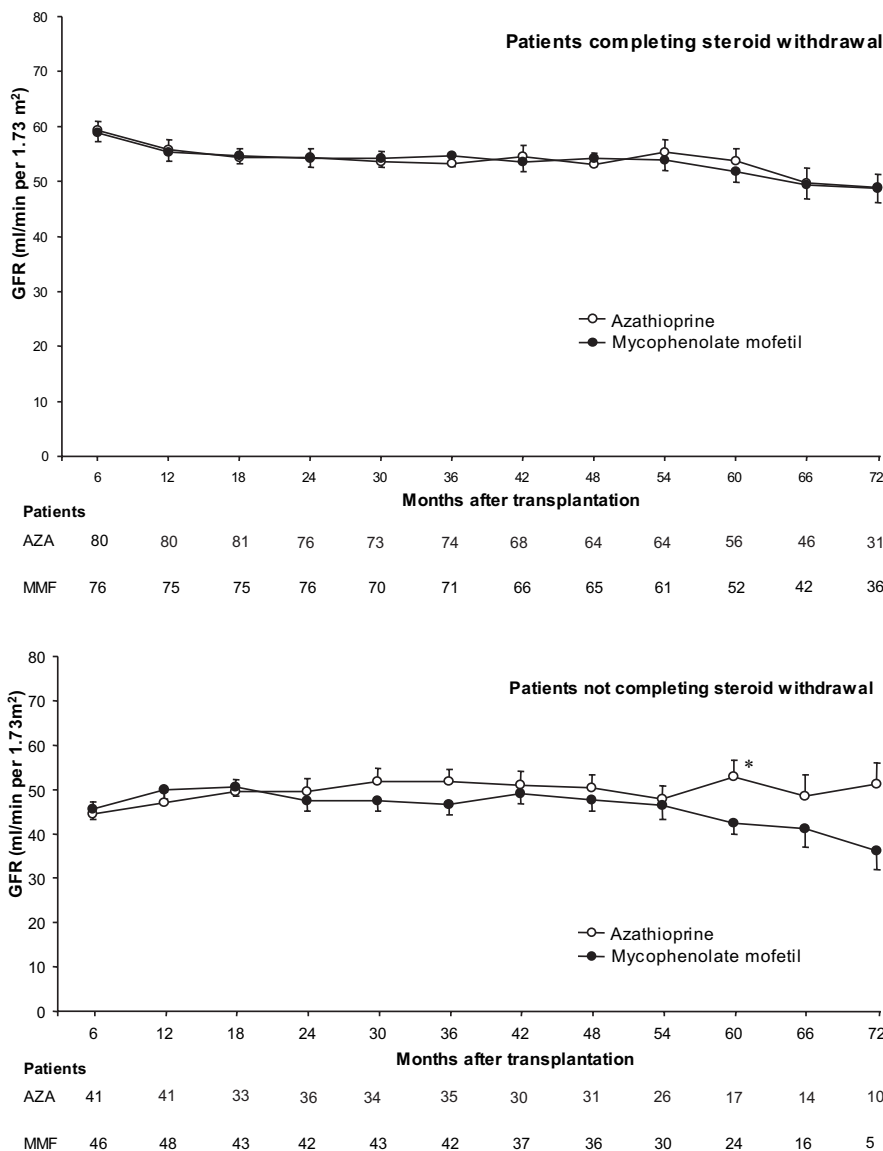 80
Patients completing steroid withdrawal
70
60
50
40
30
20
10
0
GFR (ml/min per 1.73 m²)
Azathioprine
Mycophenolate mofetil
6 12 18 24 30 36 42 48 54 60 66 72
Months after transplantation
Patients
AZA 80 80 81 76 73 74 68 64 64 56 46 31
MMF 76 75 75 76 70 71 66 65 61 52 42 36
80
70
Patients not completing steroid withdrawal
60
*
50
40
30
20
10
0
GFR (ml/min per 1.73m²)
Azathioprine
Mycophenolate mofetil
6 12 18 24 30 36 42 48 54 60 66 72
Months after transplantation
Patients
AZA 41 41 33 36 34 35 30 31 26 17 14 10
MMF 46 48 43 42 43 42 37 36 30 24 16 5